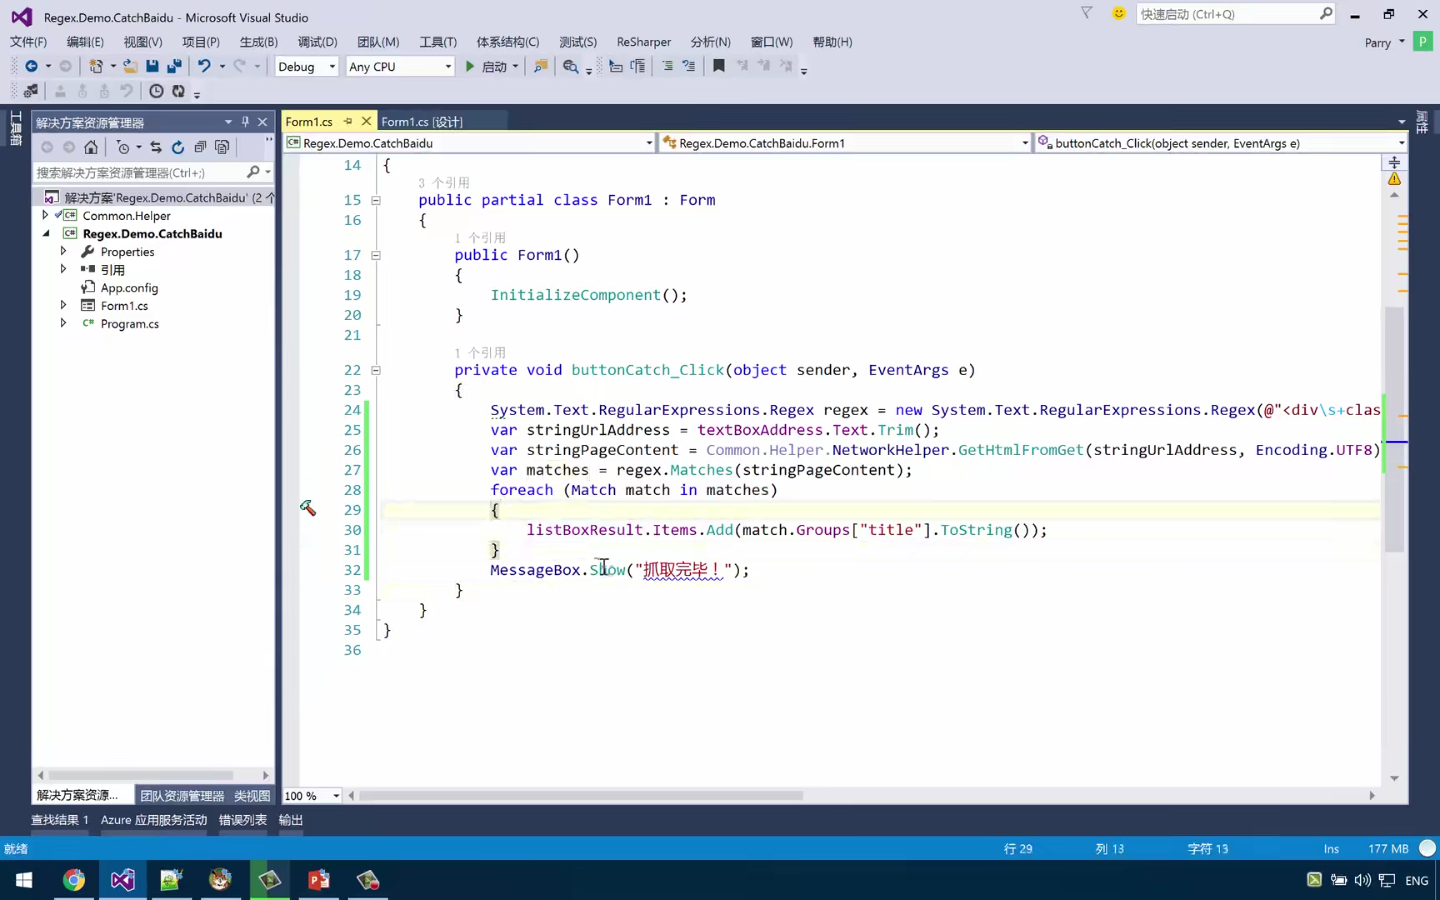 Regex.Demo.CatchBaidu - Microsoft Visual Studio
快速启动 (Ctrl+Q)
文件(F) 编辑(E) 视图(V) 项目(P) 生成(B) 调试(D) 团队(M) 工具(T) 体系结构(C) 测试(S) ReSharper 分析(N) 窗口(W) 帮助(H)
Parry P
Debug Any CPU 启动
工具箱
解决方案资源管理器
Form1.cs Form1.cs [设计]
属性
Regex.Demo.CatchBaidu Regex.Demo.CatchBaidu.Form1 buttonCatch_Click(object sender, EventArgs e)
搜索解决方案资源管理器(Ctrl+;)
解决方案'Regex.Demo.CatchBaidu' (2 个
Common.Helper
Regex.Demo.CatchBaidu
Properties
引用
App.config
Form1.cs
Program.cs
14 {
3 个引用
15 public partial class Form1 : Form
16 {
1 个引用
17 public Form1()
18 {
19 InitializeComponent();
20 }
21
1 个引用
22 private void buttonCatch_Click(object sender, EventArgs e)
23 {
24 System.Text.RegularExpressions.Regex regex = new System.Text.RegularExpressions.Regex(@"<div\s+clas
25 var stringUrlAddress = textBoxAddress.Text.Trim();
26 var stringPageContent = Common.Helper.NetworkHelper.GetHtmlFromGet(stringUrlAddress, Encoding.UTF8)
27 var matches = regex.Matches(stringPageContent);
28 foreach (Match match in matches)
29 {
30 listBoxResult.Items.Add(match.Groups["title"].ToString());
31 }
32 MessageBox.Show("抓取完毕！");
33 }
34 }
35 }
36
解决方案资源... 团队资源管理器 类视图
100 %
查找结果 1 Azure 应用服务活动 错误列表 输出
就绪 行 29 列 13 字符 13 Ins 177 MB
ENG